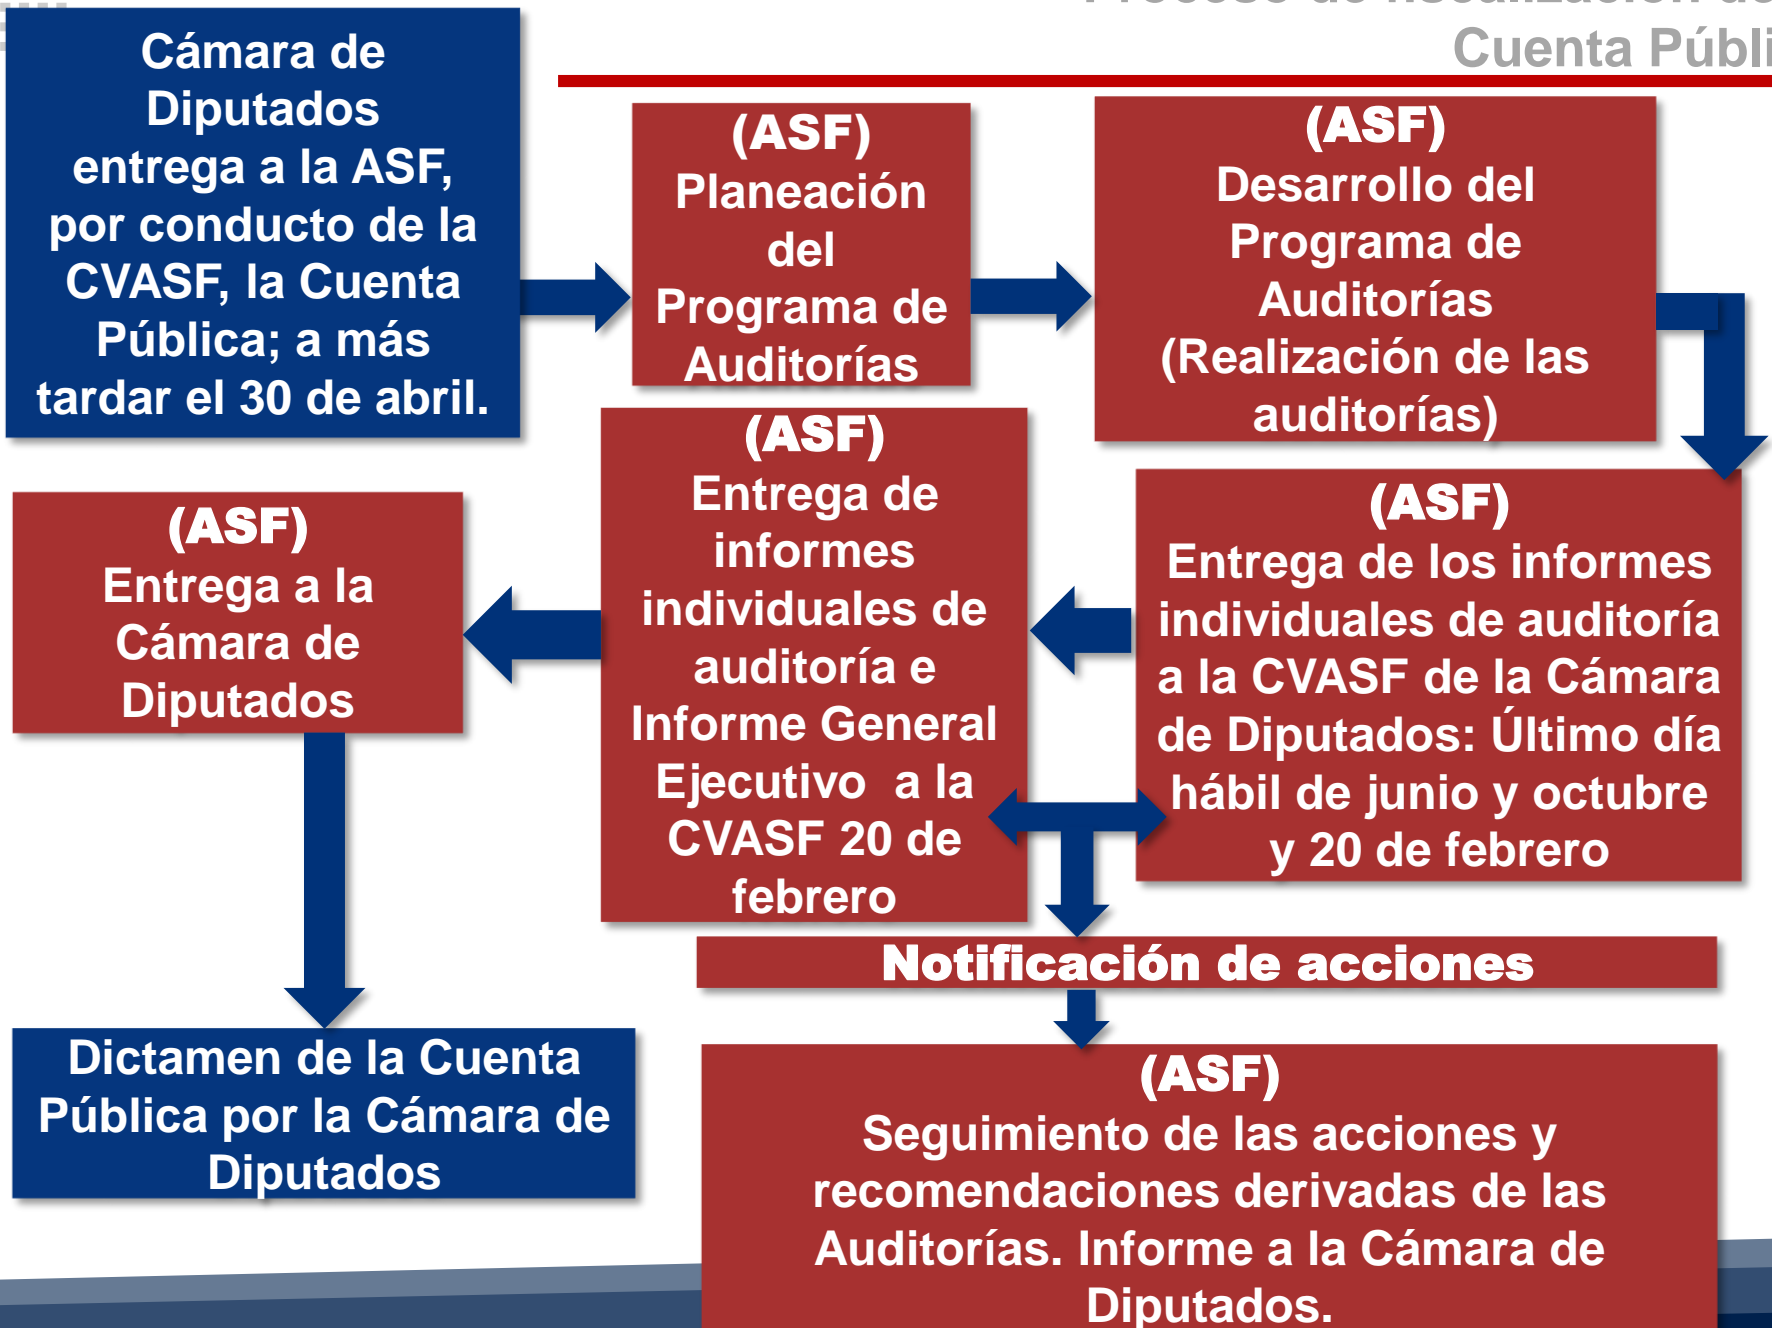 Proceso de fiscalización de
Cuenta Públi
Cámara de
Diputados
entrega a la ASF,
por conducto de la
CVASF, la Cuenta
Pública; a más
tardar el 30 de abril.
(ASF)
Planeación
del
Programa de
Auditorías
(ASF)
Desarrollo del
Programa de
Auditorías
(Realización de las
auditorías)
(ASF)
Entrega de los informes
individuales de auditoría
a la CVASF de la Cámara
de Diputados: Último día
hábil de junio y octubre
y 20 de febrero
(ASF)
Entrega de
informes
individuales de
auditoría e
Informe General
Ejecutivo a la
CVASF 20 de
febrero
(ASF)
Entrega a la
Cámara de
Diputados
Dictamen de la Cuenta
Pública por la Cámara de
Diputados
Notificación de acciones
(ASF)
Seguimiento de las acciones y
recomendaciones derivadas de las
Auditorías. Informe a la Cámara de
Diputados.